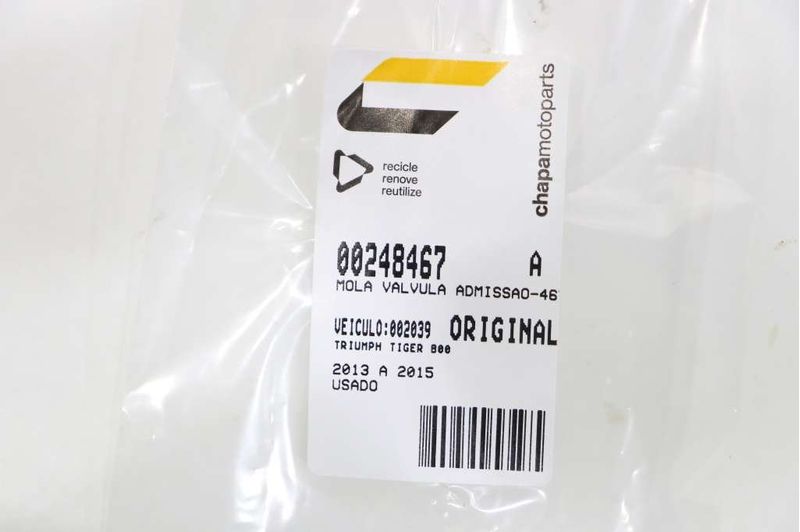 chapamotoparts
recicle
renove
reutilize
00248467 A
MOLA VALVULA ADMISSAO-46
VEICULO:002039 ORIGINAL
TRIUMPH TIGER 800
2013 A 2015
USADO